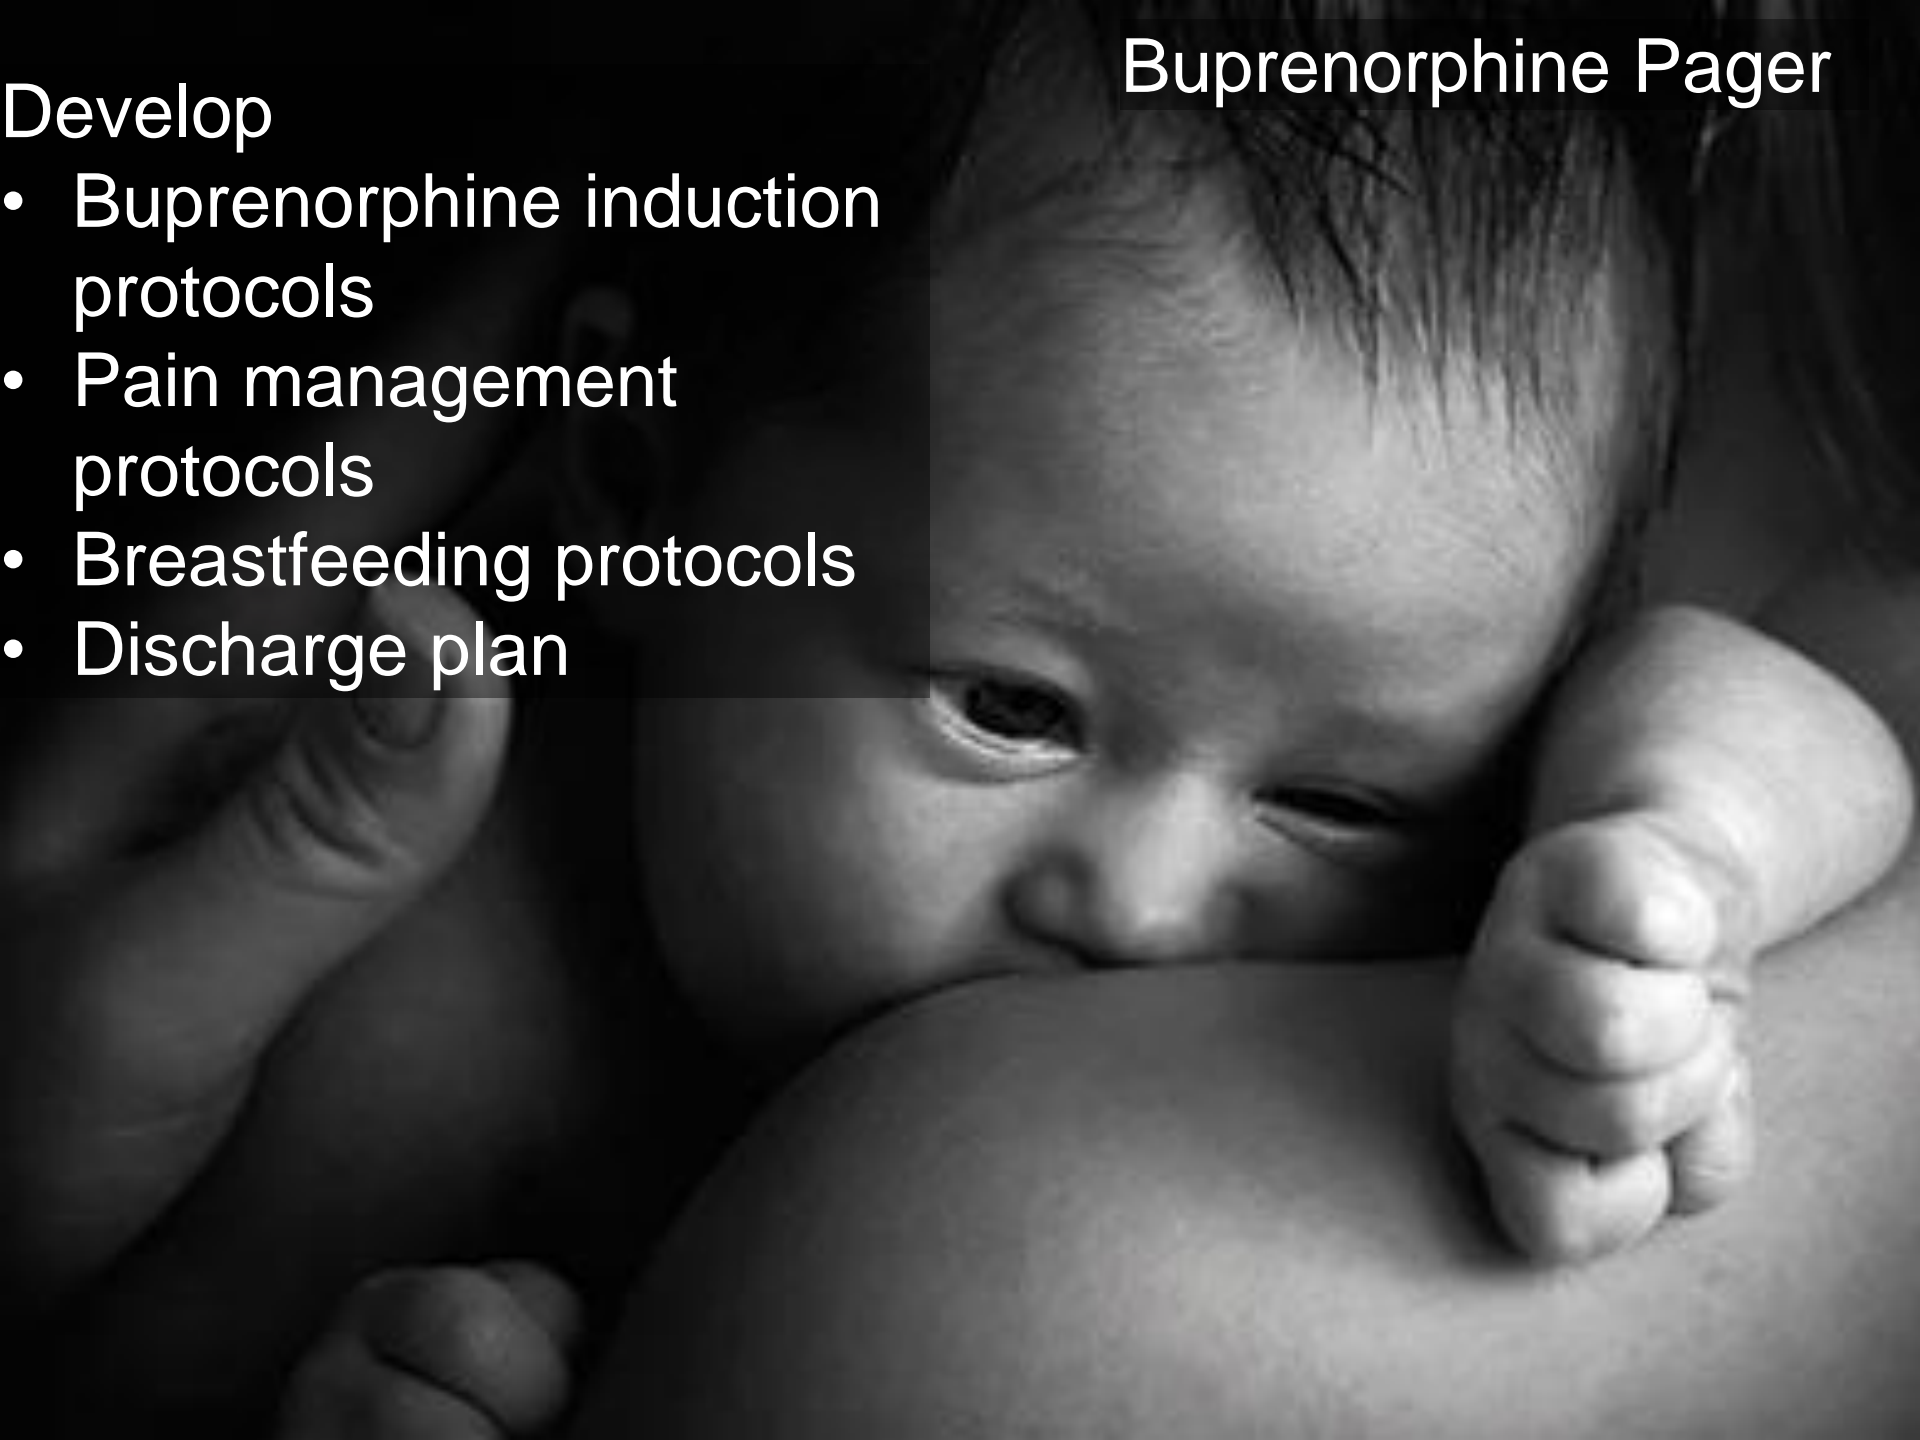 Buprenorphine Pager
Develop
• Buprenorphine induction
protocols
• Pain management
protocols
• Breastfeeding protocols
• Discharge plan